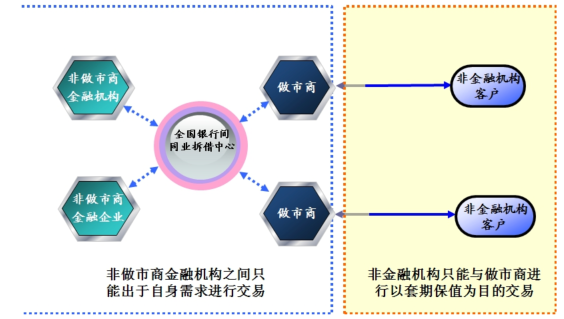 非做市商
金融机构
做市商
非金融机构
客户
全国银行间
同业拆借中心
非做市商
金融企业
做市商
非金融机构
客户
非做市商金融机构之间只
能出于自身需求进行交易
非金融机构只能与做市商进
行以套期保值为目的交易